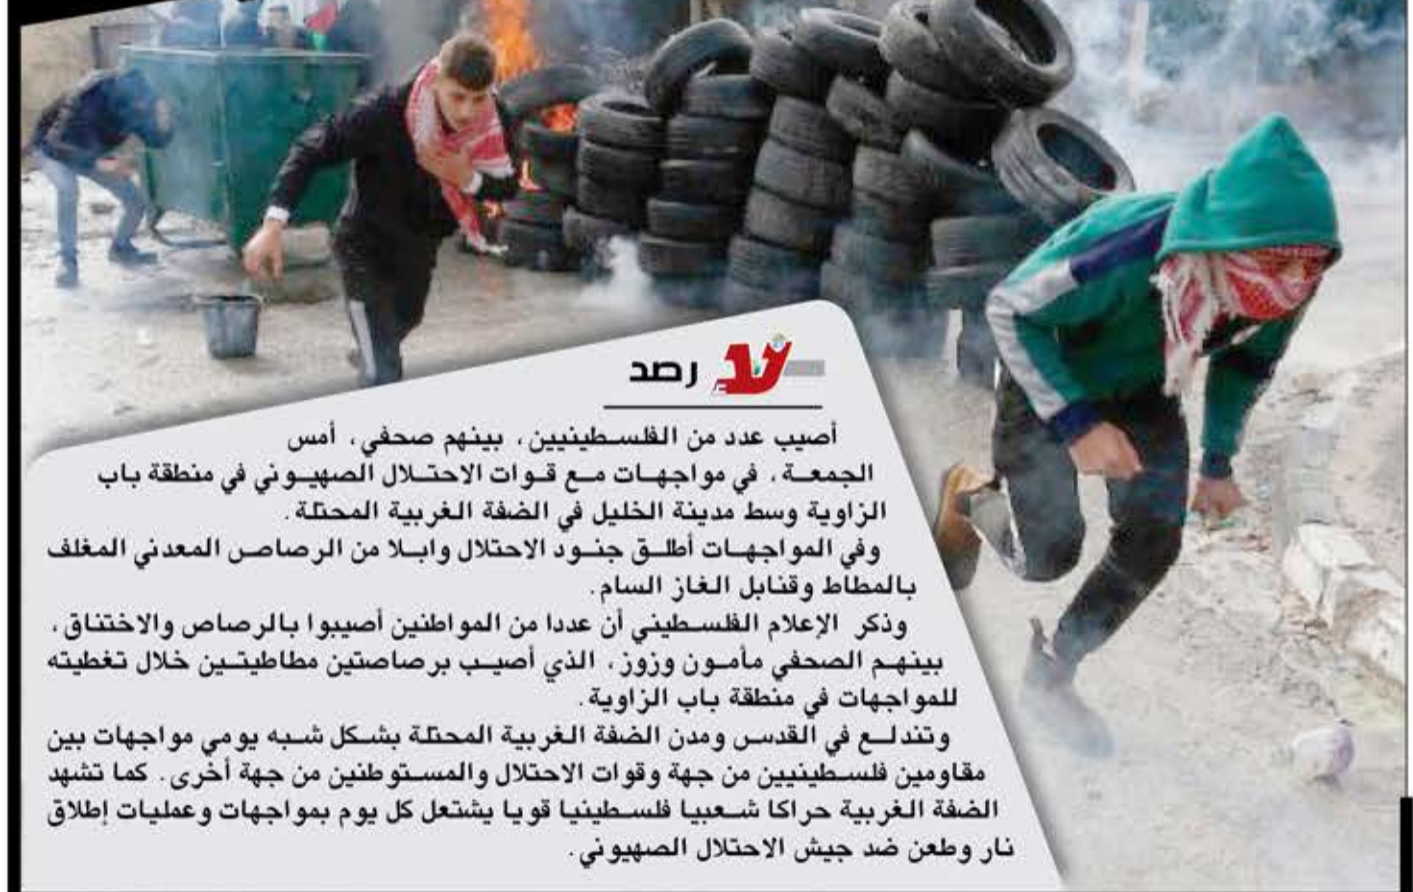 رصد
أصيب عدد من الفلسطينيين، بينهم صحفي، أمس
الجمعة، في مواجهات مع قوات الاحتلال الصهيوني في منطقة باب
الزاوية وسط مدينة الخليل في الضفة الغربية المحتلة.
وفي المواجهات أطلق جنود الاحتلال وابلا من الرصاص المعدني المغلف
بالمطاط وقنابل الغاز السام.
وذكر الإعلام الفلسطيني أن عددا من المواطنين أصيبوا بالرصاص والاختناق،
بينهم الصحفي مأمون وزوز، الذي أصيب برصاصتين مطاطيتين خلال تغطيته
للمواجهات في منطقة باب الزاوية.
وتندلع في القدس ومدن الضفة الغربية المحتلة بشكل شبه يومي مواجهات بين
مقاومين فلسطينيين من جهة وقوات الاحتلال والمستوطنين من جهة أخرى. كما تشهد
الضفة الغربية حراكا شعبيا فلسطينيا قويا يشتعل كل يوم بمواجهات وعمليات إطلاق
نار وطعن ضد جيش الاحتلال الصهيوني.